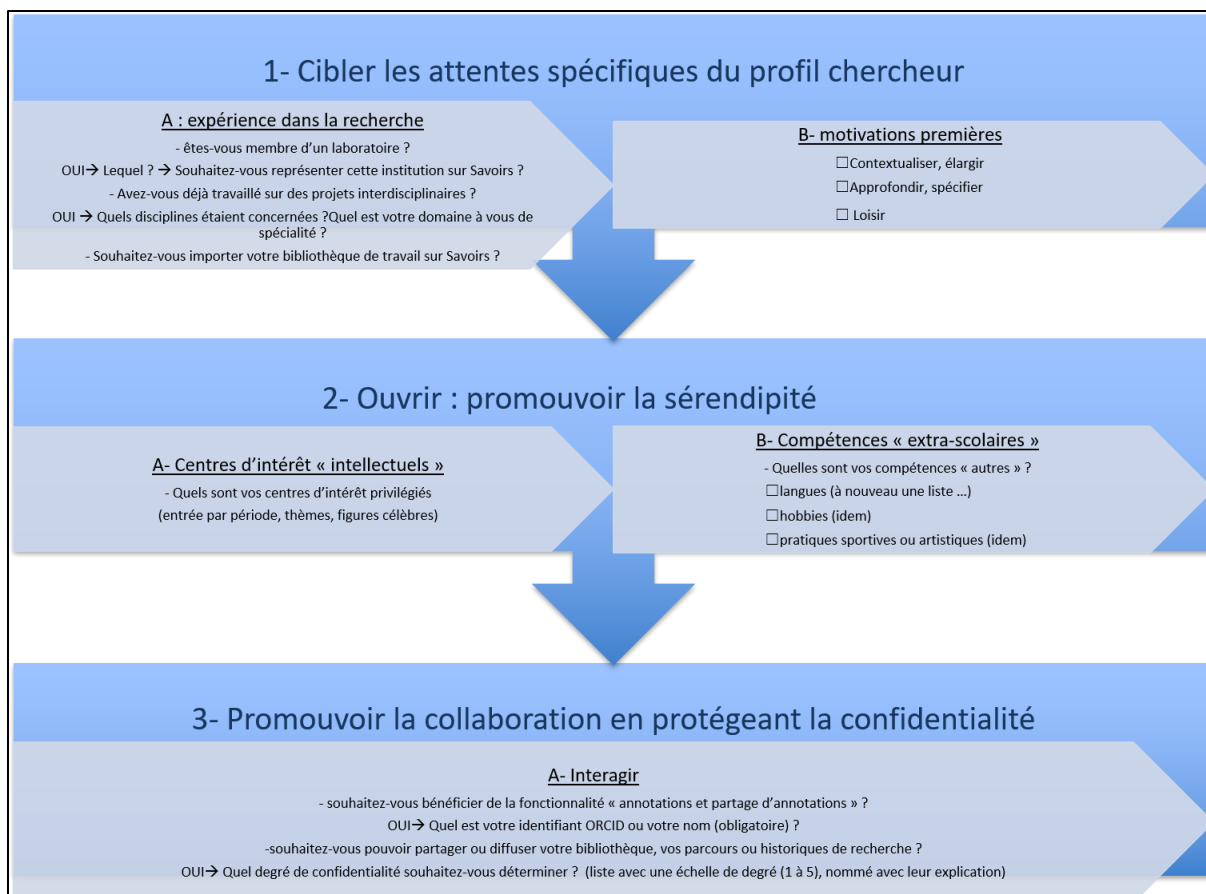 1- Cibler les attentes spécifiques du profil chercheur
A : expérience dans la recherche
- êtes-vous membre d'un laboratoire ?
OUI→ Lequel ? → Souhaitez-vous représenter cette institution sur Savoirs ?
- Avez-vous déjà travaillé sur des projets interdisciplinaires ?
OUI → Quels disciplines étaient concernées ?Quel est votre domaine à vous de
spécialité ?
- Souhaitez-vous importer votre bibliothèque de travail sur Savoirs ?
B- motivations premières
☐Contextualiser, élargir
☐Approfondir, spécifier
☐ Loisir
2- Ouvrir : promouvoir la sérendipité
A- Centres d'intérêt « intellectuels »
- Quels sont vos centres d'intérêt privilégiés
(entrée par période, thèmes, figures célèbres)
B- Compétences « extra-scolaires »
- Quelles sont vos compétences « autres » ?
☐langues (à nouveau une liste …)
☐hobbies (idem)
☐pratiques sportives ou artistiques (idem)
3- Promouvoir la collaboration en protégeant la confidentialité
A- Interagir
- souhaitez-vous bénéficier de la fonctionnalité « annotations et partage d'annotations » ?
OUI→ Quel est votre identifiant ORCID ou votre nom (obligatoire) ?
-souhaitez-vous pouvoir partager ou diffuser votre bibliothèque, vos parcours ou historiques de recherche ?
OUI→ Quel degré de confidentialité souhaitez-vous déterminer ? (liste avec une échelle de degré (1 à 5), nommé avec leur explication)